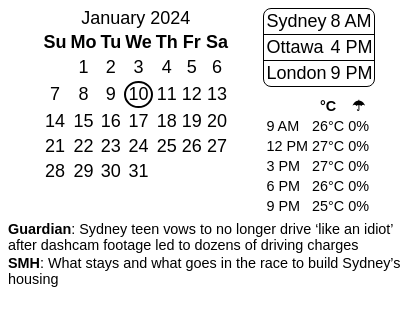 January 2024
Su Mo Tu We Th Fr Sa
1 2 3 4 5 6
7 8 9 10 11 12 13
14 15 16 17 18 19 20
21 22 23 24 25 26 27
28 29 30 31
Sydney 8 AM
Ottawa 4 PM
London 9 PM
°C ☂
9 AM 26°C 0%
12 PM 27°C 0%
3 PM 27°C 0%
6 PM 26°C 0%
9 PM 25°C 0%
Guardian: Sydney teen vows to no longer drive ‘like an idiot’
after dashcam footage led to dozens of driving charges
SMH: What stays and what goes in the race to build Sydney’s
housing